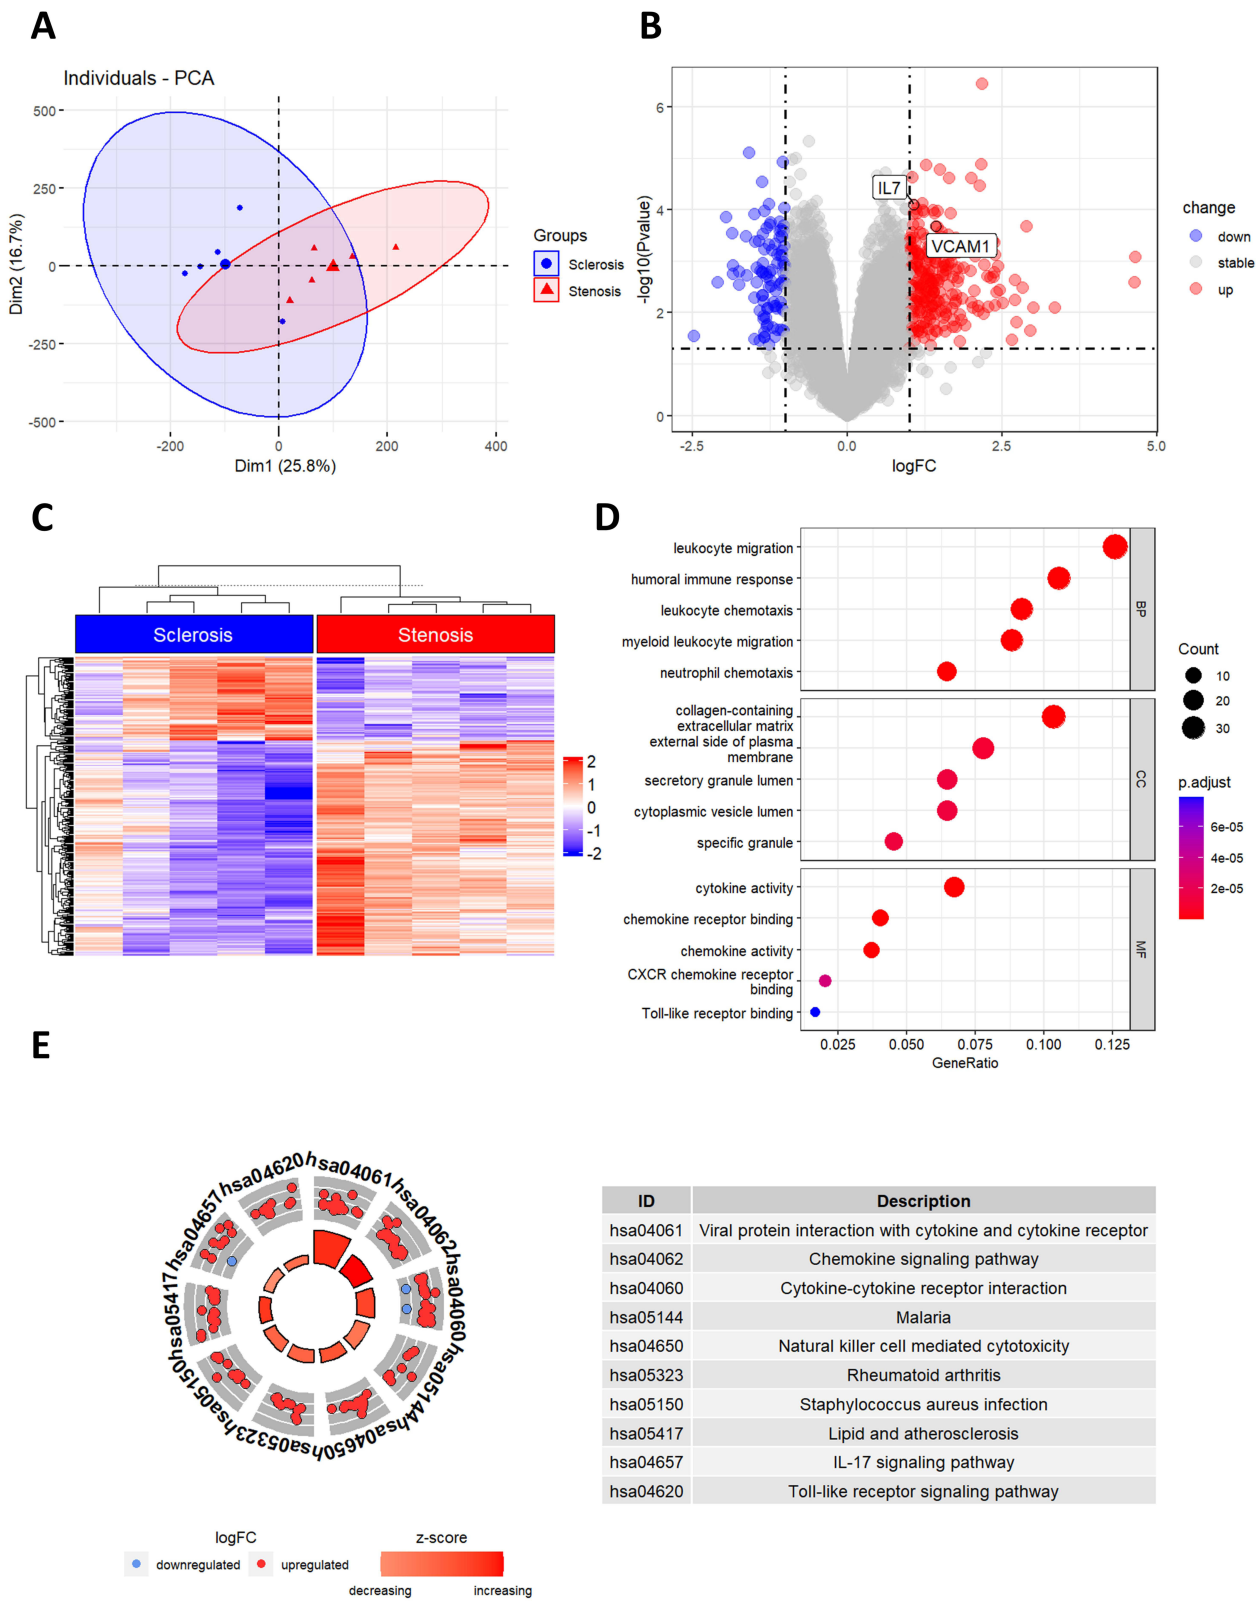 A
Individuals - PCA
500
250
0
-250
-500
-200
0
200
400
Dim2 (16.7%)
Dim1 (25.8%)
Groups
Sclerosis
Stenosis
B
6
4
2
0
-2.5
0.0
2.5
5.0
-log10(Pvalue)
logFC
IL7
VCAM1
change
down
stable
up
C
Sclerosis
Stenosis
2
1
0
-1
-2
D
leukocyte migration
humoral immune response
leukocyte chemotaxis
myeloid leukocyte migration
neutrophil chemotaxis
BP
collagen-containing
extracellular matrix
external side of plasma
membrane
secretory granule lumen
cytoplasmic vesicle lumen
specific granule
CC
cytokine activity
chemokine receptor binding
chemokine activity
CXCR chemokine receptor
binding
Toll-like receptor binding
MF
0.025
0.050
0.075
0.100
0.125
GeneRatio
Count
10
20
30
p.adjust
6e-05
4e-05
2e-05
E
hsa04061
hsa04062
hsa04060
hsa05144
hsa04650
hsa05323
hsa05150
hsa05417
hsa04657
hsa04620
logFC
downregulated
upregulated
z-score
decreasing
increasing
ID Description
hsa04061 Viral protein interaction with cytokine and cytokine receptor
hsa04062 Chemokine signaling pathway
hsa04060 Cytokine-cytokine receptor interaction
hsa05144 Malaria
hsa04650 Natural killer cell mediated cytotoxicity
hsa05323 Rheumatoid arthritis
hsa05150 Staphylococcus aureus infection
hsa05417 Lipid and atherosclerosis
hsa04657 IL-17 signaling pathway
hsa04620 Toll-like receptor signaling pathway